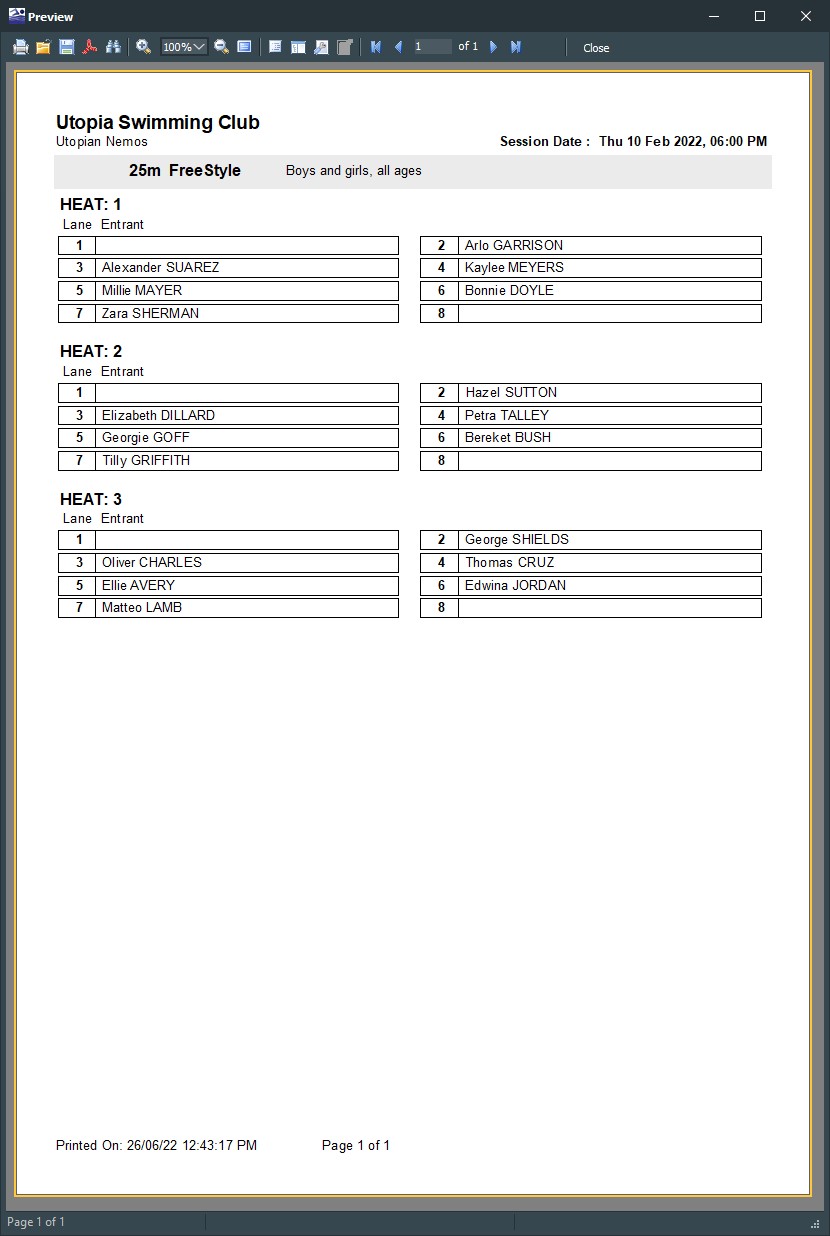 Preview
100%
1 of 1 Close
Utopia Swimming Club
Utopian Nemos Session Date : Thu 10 Feb 2022, 06:00 PM
25m FreeStyle Boys and girls, all ages
HEAT: 1
Lane Entrant
1 2 Arlo GARRISON
3 Alexander SUAREZ 4 Kaylee MEYERS
5 Millie MAYER 6 Bonnie DOYLE
7 Zara SHERMAN 8
HEAT: 2
Lane Entrant
1 2 Hazel SUTTON
3 Elizabeth DILLARD 4 Petra TALLEY
5 Georgie GOFF 6 Bereket BUSH
7 Tilly GRIFFITH 8
HEAT: 3
Lane Entrant
1 2 George SHIELDS
3 Oliver CHARLES 4 Thomas CRUZ
5 Ellie AVERY 6 Edwina JORDAN
7 Matteo LAMB 8
Printed On: 26/06/22 12:43:17 PM Page 1 of 1
Page 1 of 1